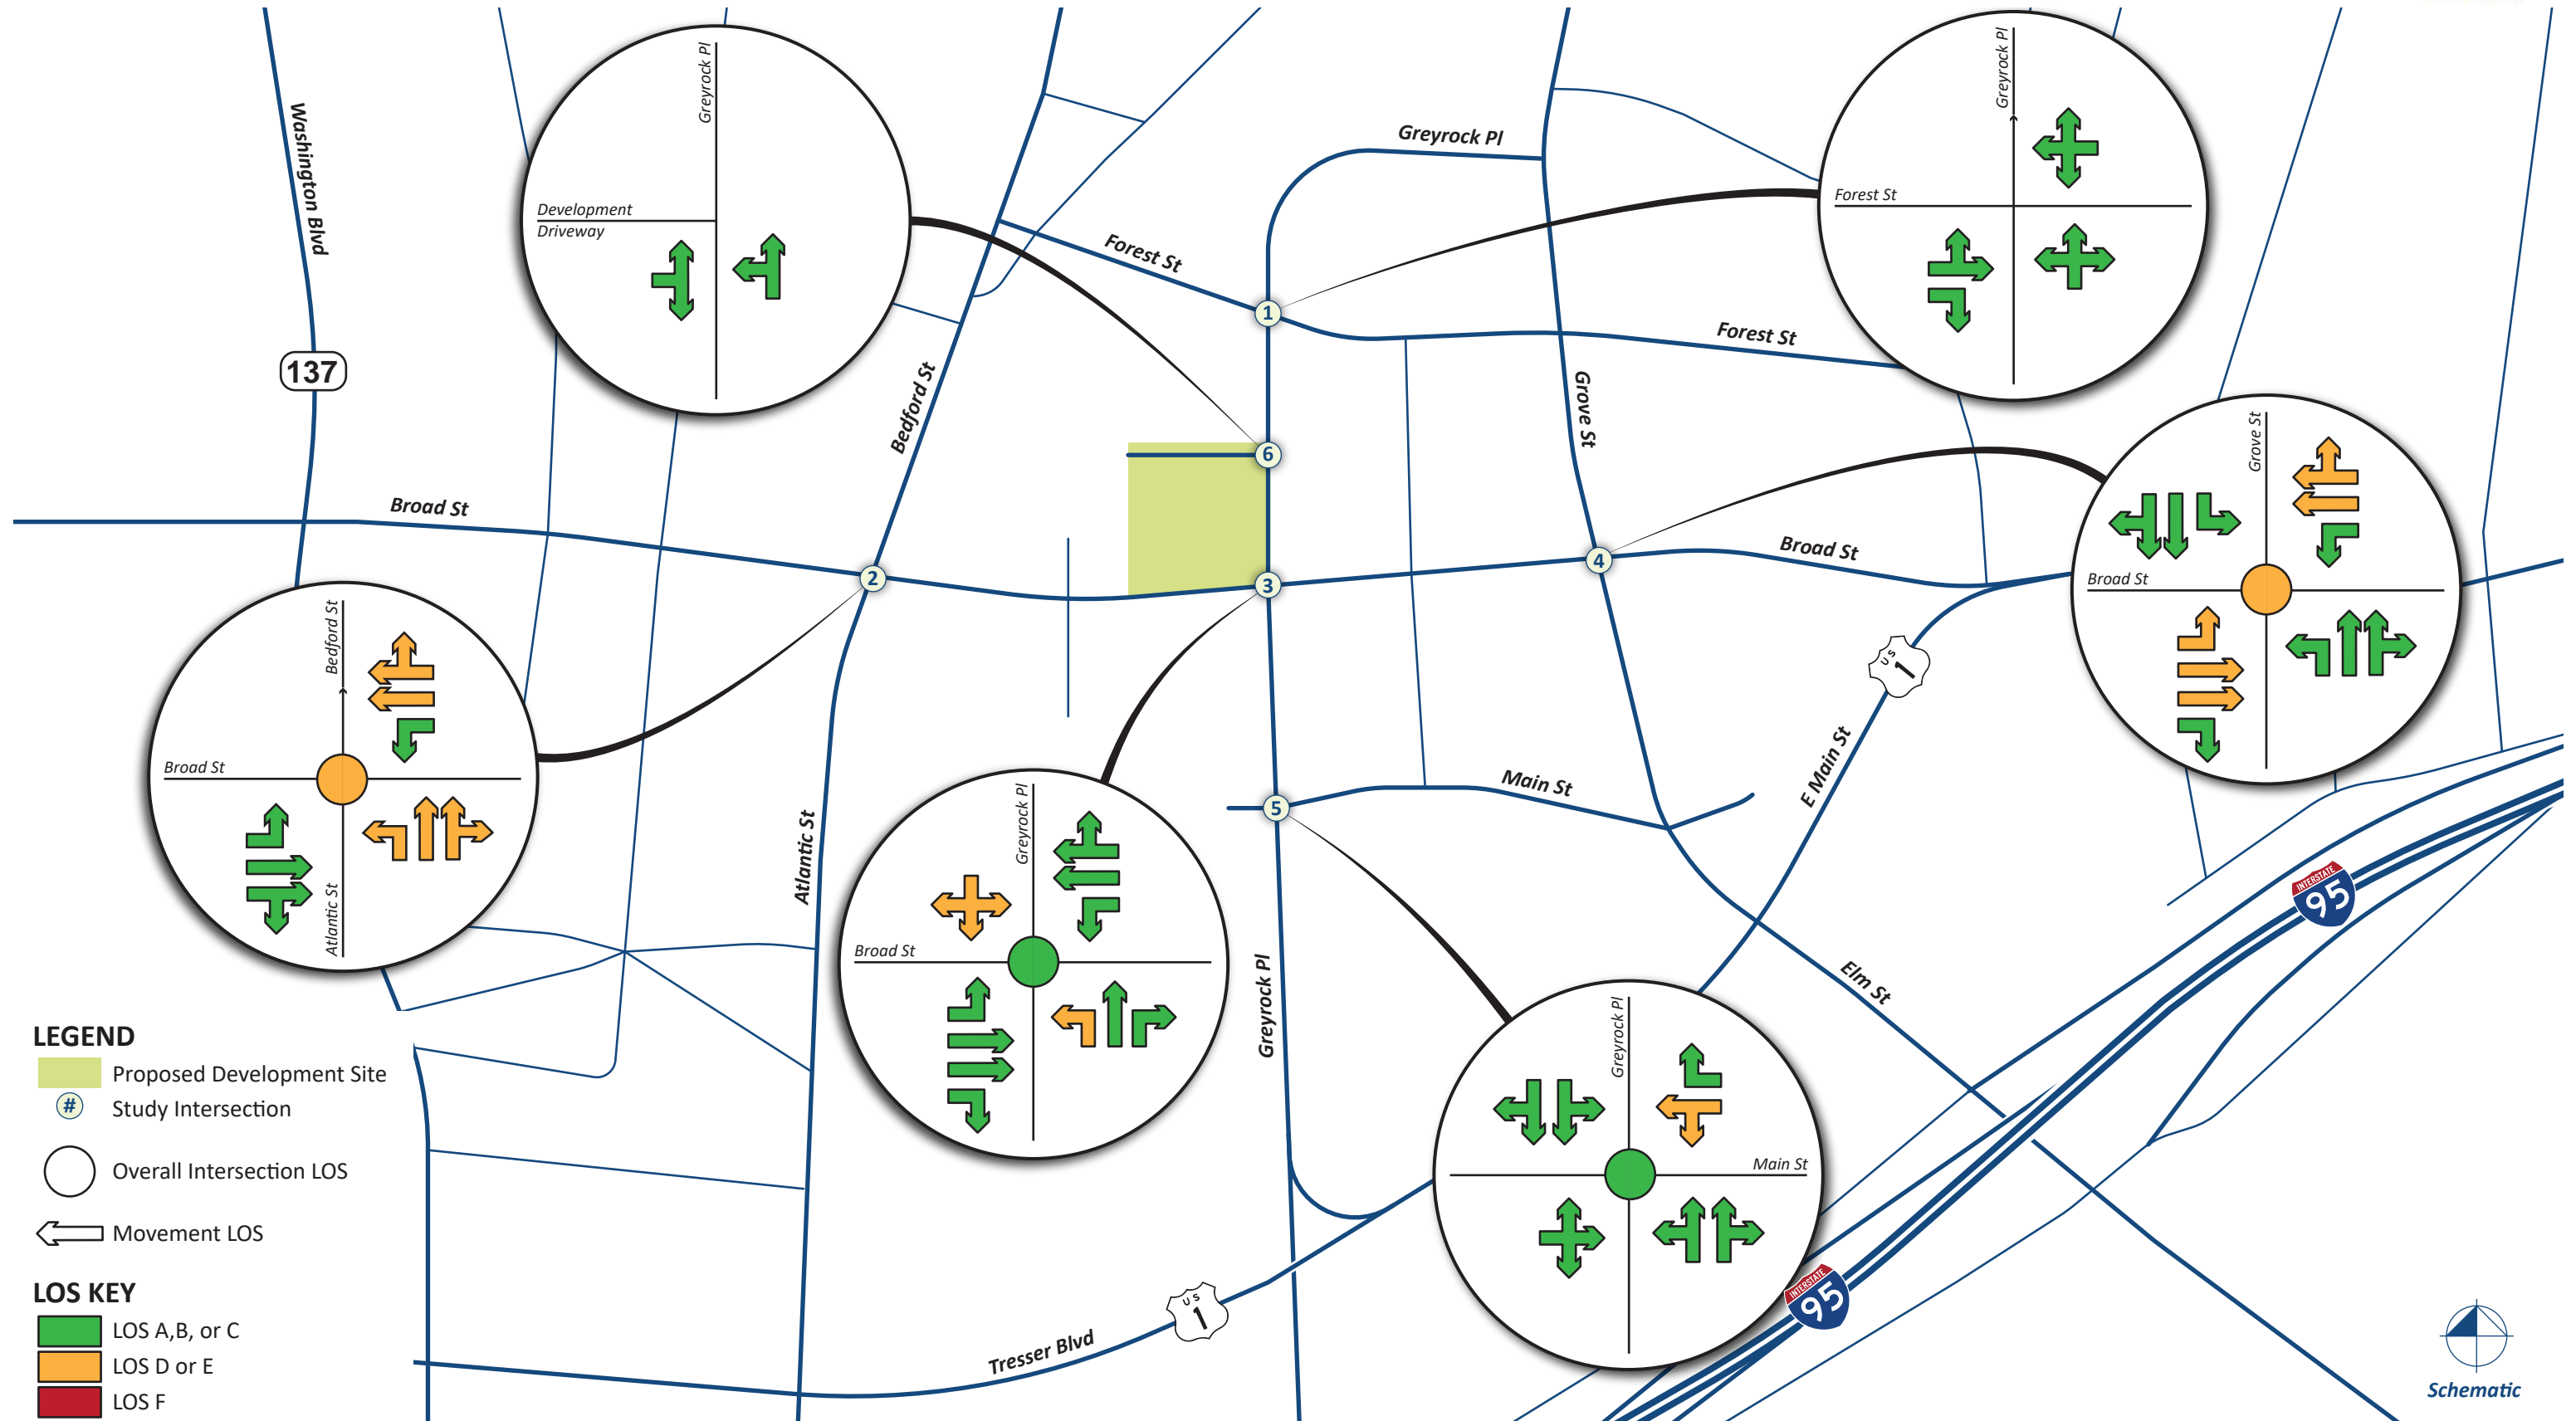 Greyrock Pl
Development
Driveway
Greyrock Pl
Forest St
Washington Blvd
137
Greyrock Pl
Forest St
Forest St
Bedford St
Grove St
1
6
2
3
4
5
Broad St
Broad St
Grove St
Broad St
Bedford St
Broad St
Atlantic St
US
1
E Main St
Main St
Atlantic St
Greyrock Pl
Broad St
Greyrock Pl
Elm St
INTERSTATE
95
Greyrock Pl
Main St
INTERSTATE
95
US
1
Tresser Blvd
LEGEND
Proposed Development Site
# Study Intersection
Overall Intersection LOS
Movement LOS
LOS KEY
LOS A,B, or C
LOS D or E
LOS F
Schematic